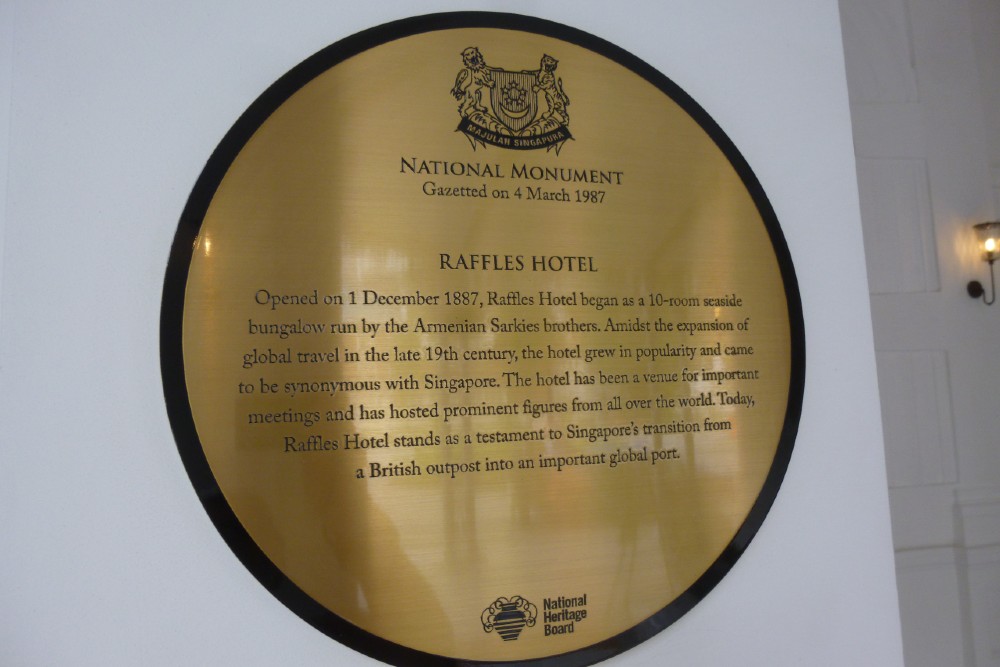 MAJULAH SINGAPURA
NATIONAL MONUMENT
Gazetted on 4 March 1987
RAFFLES HOTEL
Opened on 1 December 1887, Raffles Hotel began as a 10-room seaside
bungalow run by the Armenian Sarkies brothers. Amidst the expansion of
global travel in the late 19th century, the hotel grew in popularity and came
to be synonymous with Singapore. The hotel has been a venue for important
meetings and has hosted prominent figures from all over the world. Today,
Raffles Hotel stands as a testament to Singapore's transition from
a British outpost into an important global port.
National
Heritage
Board